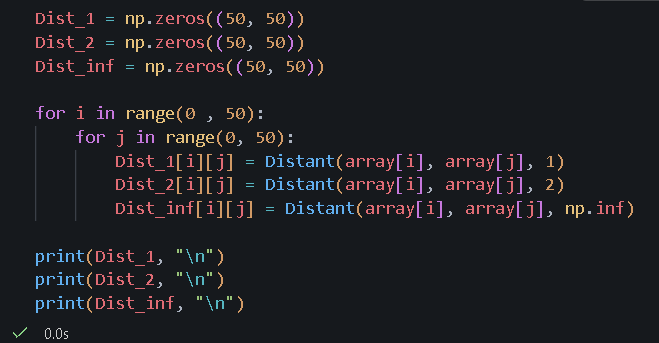 Dist_1 = np.zeros((50, 50))
Dist_2 = np.zeros((50, 50))
Dist_inf = np.zeros((50, 50))

for i in range(0 , 50):
    for j in range(0, 50):
        Dist_1[i][j] = Distant(array[i], array[j], 1)
        Dist_2[i][j] = Distant(array[i], array[j], 2)
        Dist_inf[i][j] = Distant(array[i], array[j], np.inf)

print(Dist_1, "\n")
print(Dist_2, "\n")
print(Dist_inf, "\n")
0.0s